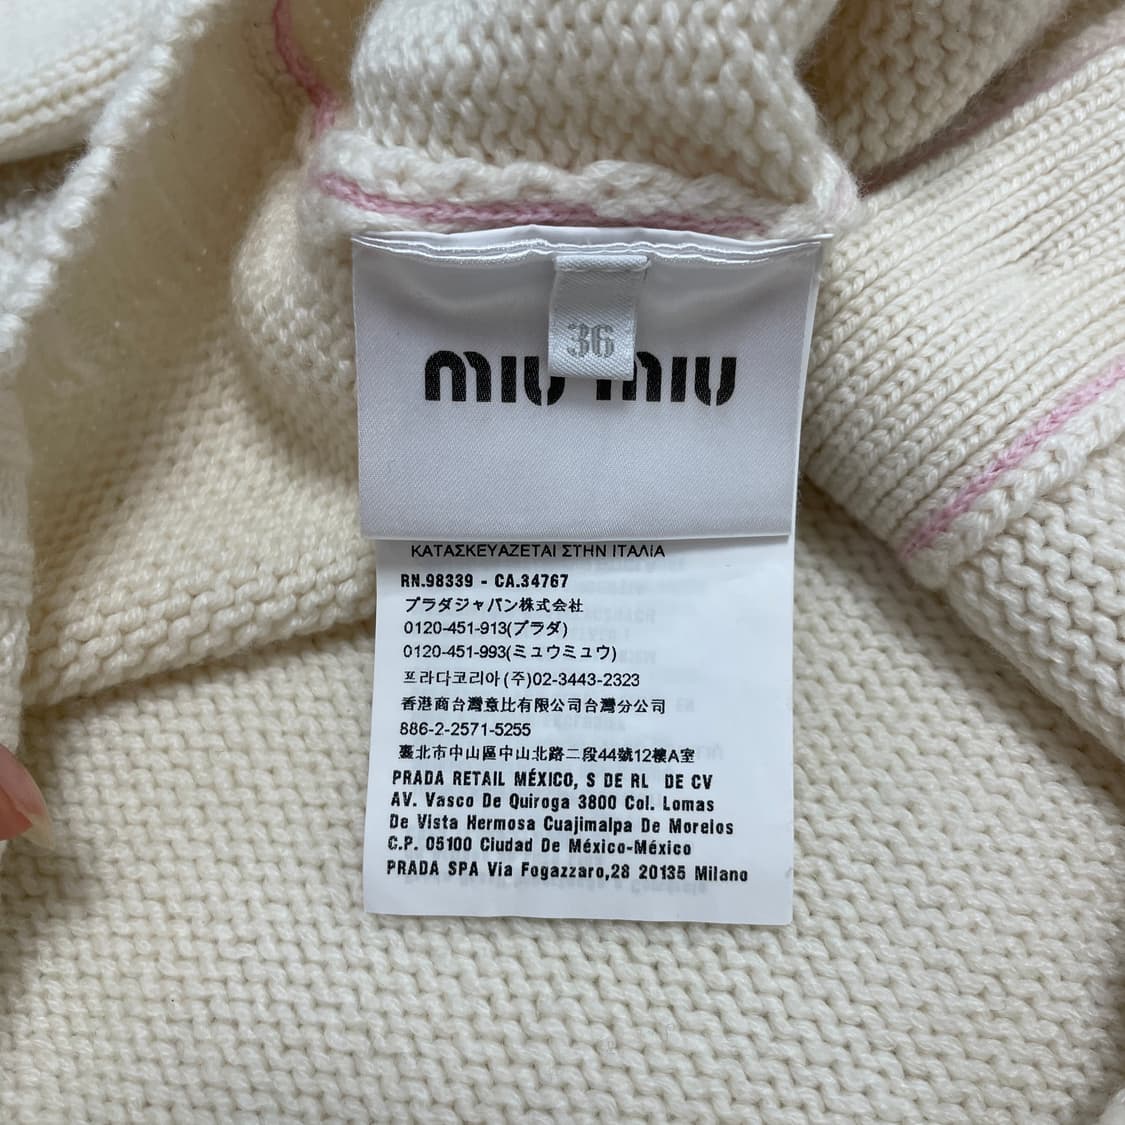 36
miu miu
ΚΑΤΑΣΚΕΥΑΖΕΤΑΙ ΣΤΗΝ ΙΤΑΛΙΑ
RN.98339 - CA.34767
プラダジャパン株式会社
0120-451-913(プラダ)
0120-451-993(ミュウミュウ)
프라다코리아(주)02-3443-2323
香港商台灣意比有限公司台灣分公司
886-2-2571-5255
臺北市中山區中山北路二段44號12樓A室
PRADA RETAIL MÉXICO, S DE RL DE CV
AV. Vasco De Quiroga 3800 Col. Lomas
De Vista Hermosa Cuajimalpa De Morelos
C.P. 05100 Ciudad De México-México
PRADA SPA Via Fogazzaro,28 20135 Milano